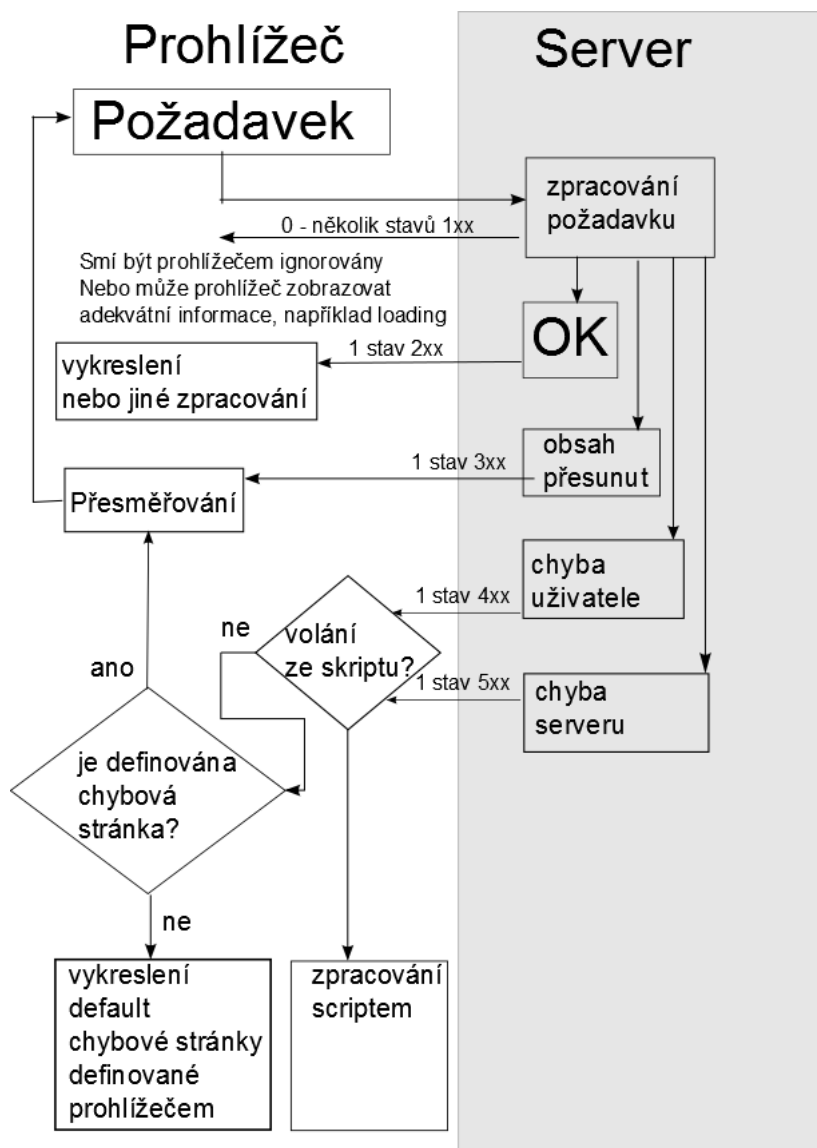 Prohlížeč
Server
Požadavek
zpracování
požadavku
0 - několik stavů 1xx
Smí být prohlížečem ignorovány
Nebo může prohlížeč zobrazovat
adekvátní informace, například loading
OK
1 stav 2xx
vykreslení
nebo jiné zpracování
obsah
přesunut
1 stav 3xx
Přesměřování
chyba
uživatele
1 stav 4xx
ne
volání
ze skriptu?
ano
1 stav 5xx
chyba
serveru
je definována
chybová
stránka?
ne
vykreslení
default
chybové stránky
definované
prohlížečem
zpracování
scriptem